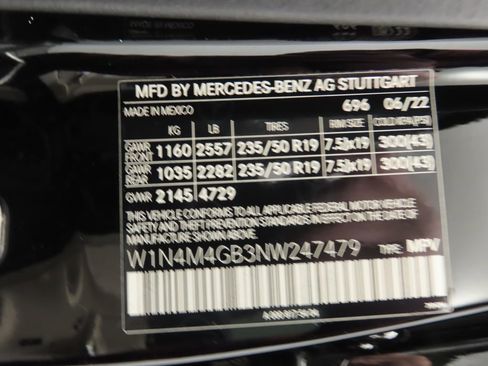 MFD BY MERCEDES-BENZ AG STUTTGART
MADE IN MEXICO 696 06/22
KG LB TIRES RIM SIZE COLD KPA (PSI)
GAWR FRONT 1160 2557 235/50 R19 7.5Jx19 300(43)
GAWR REAR 1035 2282 235/50 R19 7.5Jx19 300(43)
GVWR 2145 4729
THIS VEHICLE CONFORMS TO ALL APPLICABLE FEDERAL MOTOR VEHICLE
SAFETY AND THEFT PREVENTION STANDARDS IN EFFECT ON THE DATE OF
MANUFACTURE SHOWN ABOVE.
W1N4M4GB3NW247479 TYPE: MPV